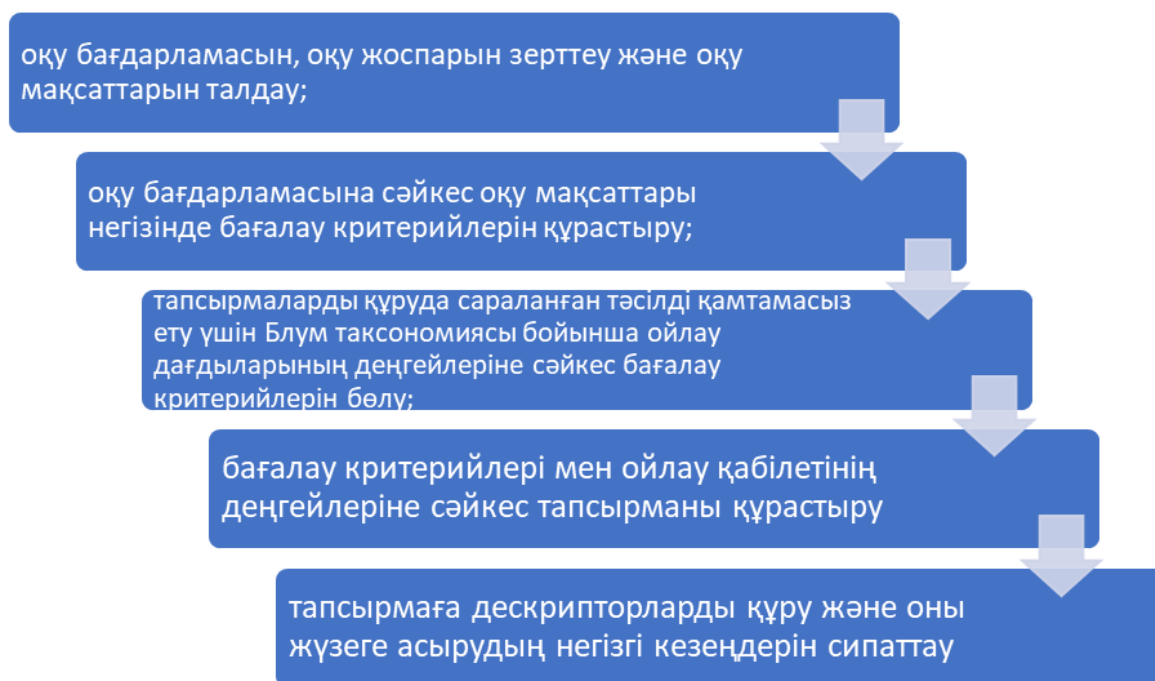 оқу бағдарламасын, оқу жоспарын зерттеу және оқу
мақсаттарын талдау;
оқу бағдарламасына сәйкес оқу мақсаттары
негізінде бағалау критерийлерін құрастыру;
тапсырмаларды құруда сараланған тәсілді қамтамасыз
ету үшін Блум таксономиясы бойынша ойлау
дағдыларының деңгейлеріне сәйкес бағалау
критерийлерін бөлу;
бағалау критерийлері мен ойлау қабілетінің
деңгейлеріне сәйкес тапсырманы құрастыру
тапсырмаға дескрипторларды құру және оны
жүзеге асырудың негізгі кезеңдерін сипаттау